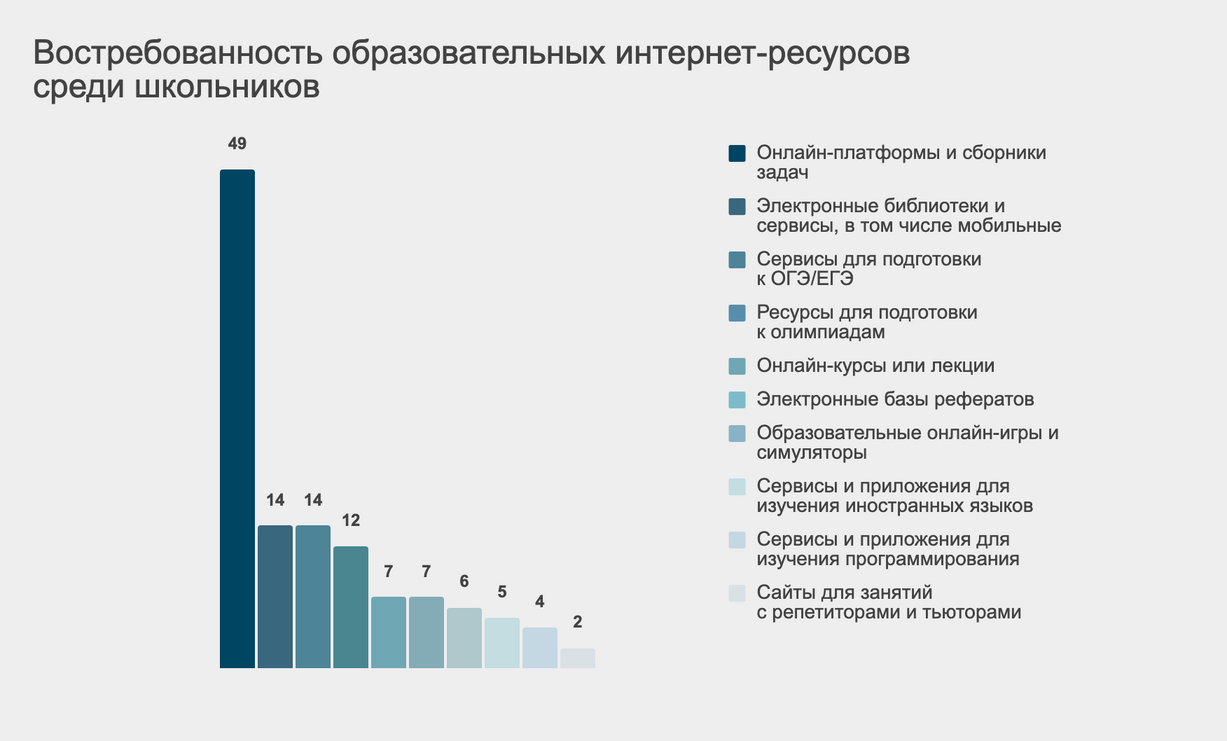 Востребованность образовательных интернет-ресурсов
среди школьников
49
14
14
12
7
7
6
5
4
2
Онлайн-платформы и сборники
задач
Электронные библиотеки и
сервисы, в том числе мобильные
Сервисы для подготовки
к ОГЭ/ЕГЭ
Ресурсы для подготовки
к олимпиадам
Онлайн-курсы или лекции
Электронные базы рефератов
Образовательные онлайн-игры и
симуляторы
Сервисы и приложения для
изучения иностранных языков
Сервисы и приложения для
изучения программирования
Сайты для занятий
с репетиторами и тьюторами